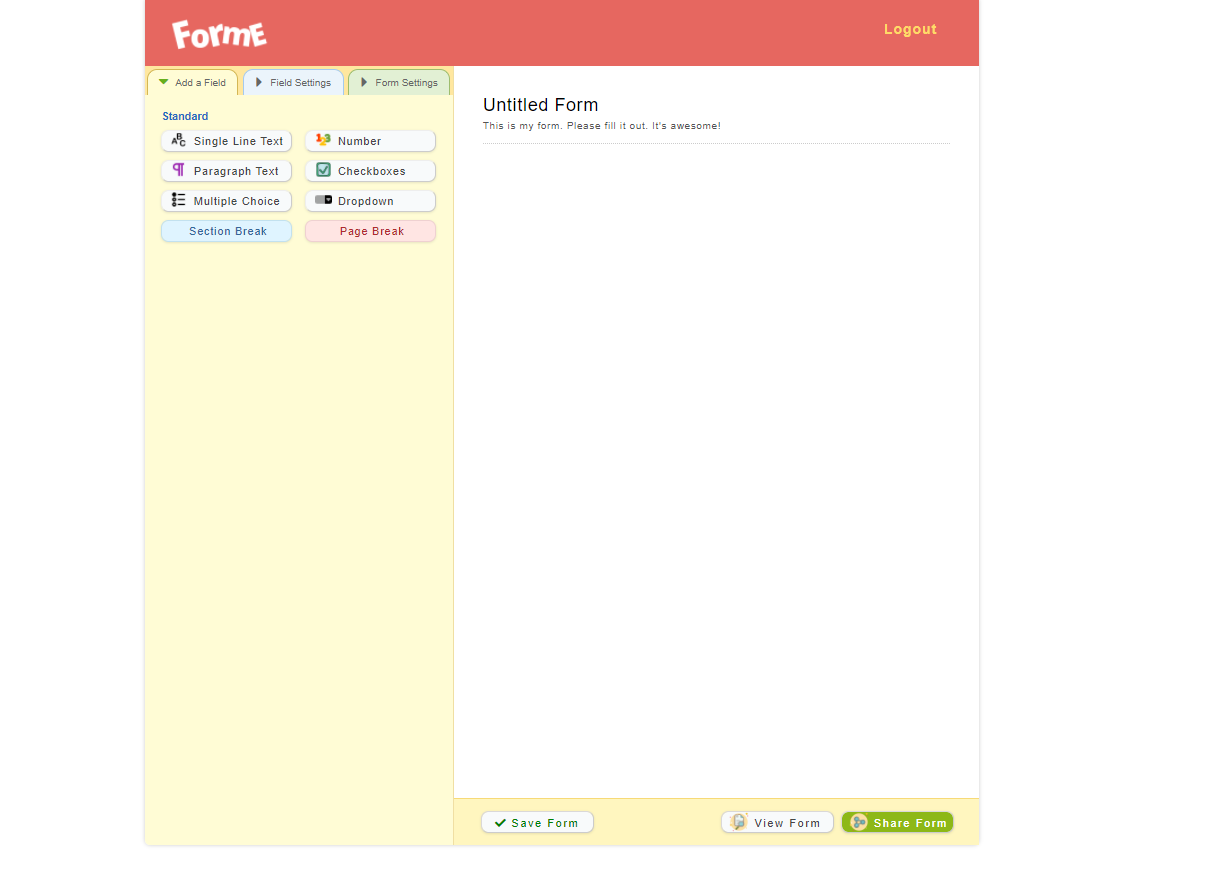 FormE
Logout
Add a Field
Field Settings
Form Settings
Standard
Single Line Text
Number
Paragraph Text
Checkboxes
Multiple Choice
Dropdown
Section Break
Page Break
Untitled Form
This is my form. Please fill it out. It's awesome!
Save Form
View Form
Share Form